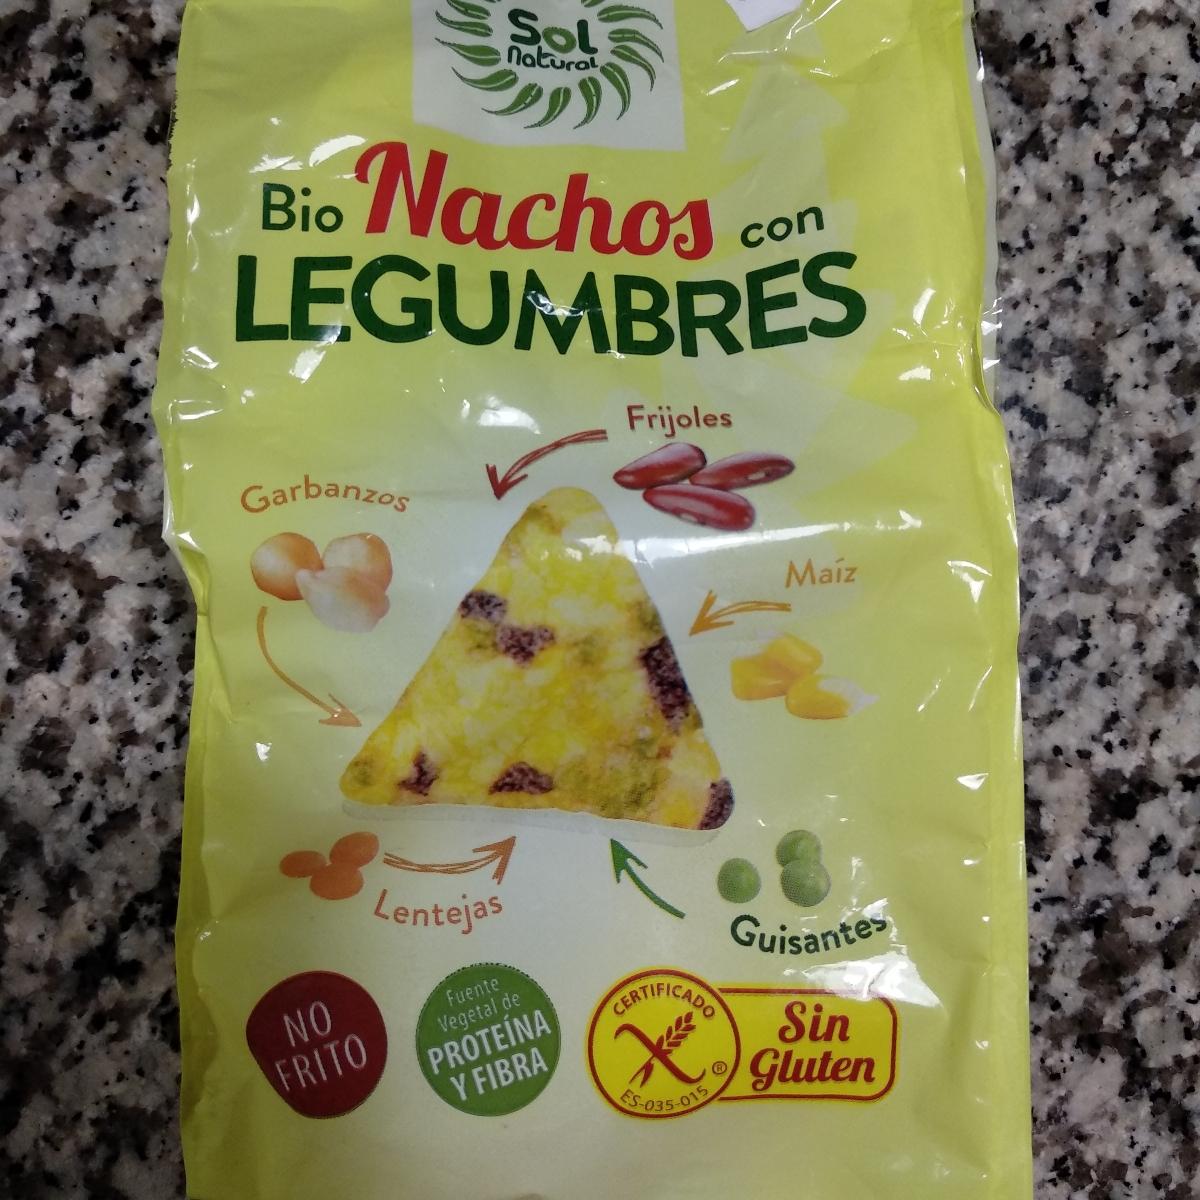 Sol
Natural
Bio Nachos con
LEGUMBRES
Frijoles
Garbanzos
Maíz
Lentejas
Guisantes
NO
FRITO
Fuente
Vegetal de
PROTEÍNA
Y FIBRA
CERTIFICADO
ES-035-015
®
Sin
Gluten